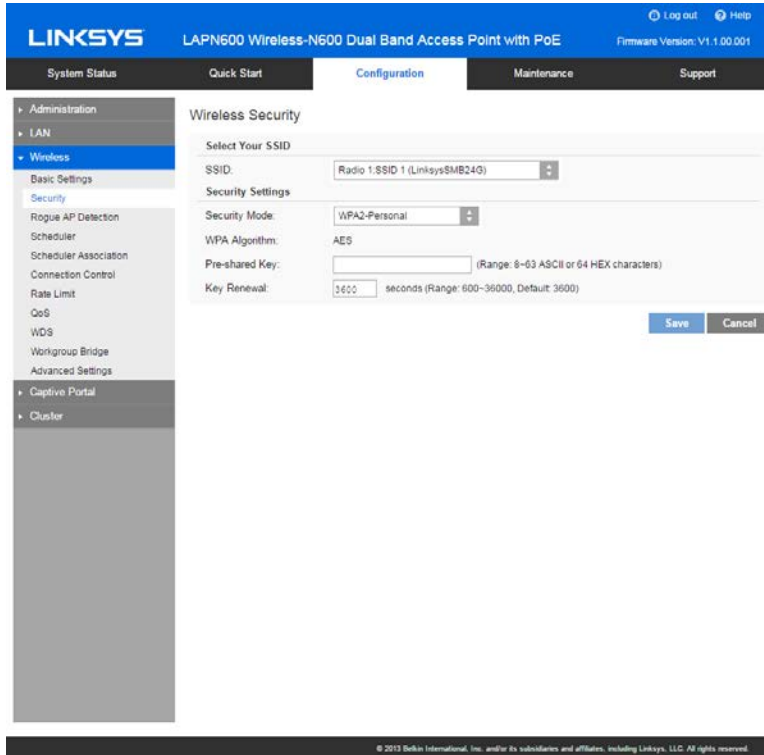 Log out Help
LINKSYS LAPN600 Wireless-N600 Dual Band Access Point with PoE Firmware Version: V1.1.00.001
System Status Quick Start Configuration Maintenance Support
Administration
LAN
Wireless
Basic Settings
Security
Rogue AP Detection
Scheduler
Scheduler Association
Connection Control
Rate Limit
QoS
WDS
Workgroup Bridge
Advanced Settings
Captive Portal
Cluster
Wireless Security
Select Your SSID
SSID: Radio 1:SSID 1 (LinksysSMB24G)
Security Settings
Security Mode: WPA2-Personal
WPA Algorithm: AES
Pre-shared Key: (Range: 8~63 ASCII or 64 HEX characters)
Key Renewal: 3600 seconds (Range: 600~36000, Default: 3600)
Save Cancel
© 2013 Belkin International, Inc. and/or its subsidiaries and affiliates, including Linksys, LLC. All rights reserved.